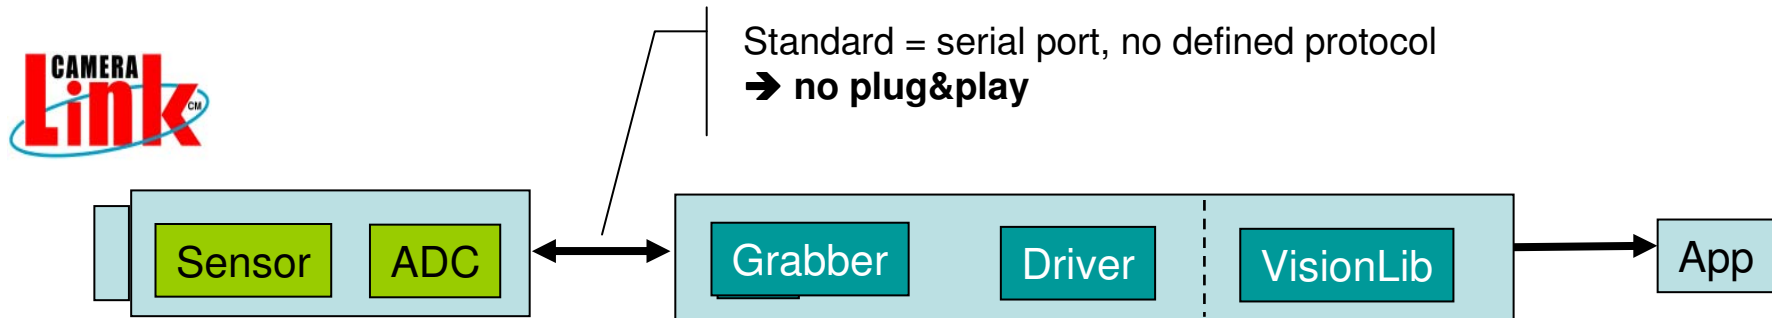 Standard = serial port, no defined protocol
➔ no plug&play
CAMERA
Link
CM
Sensor
ADC
Grabber
Driver
VisionLib
App